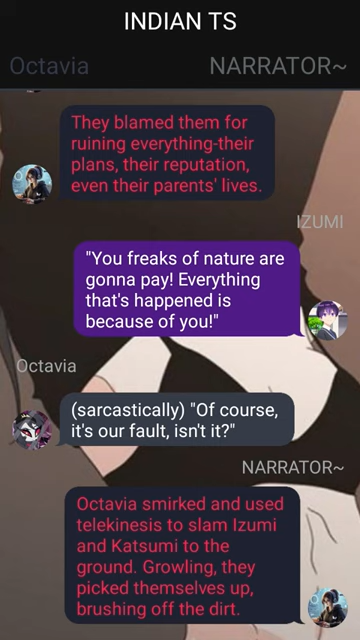 INDIAN TS
Octavia
NARRATOR~
They blamed them for
ruining everything-their
plans, their reputation,
even their parents' lives.
IZUMI
"You freaks of nature are
gonna pay! Everything
that's happened is
because of you!"
Octavia
(sarcastically) "Of course,
it's our fault, isn't it?"
NARRATOR~
Octavia smirked and used
telekinesis to slam Izumi
and Katsumi to the
ground. Growling, they
picked themselves up,
brushing off the dirt.